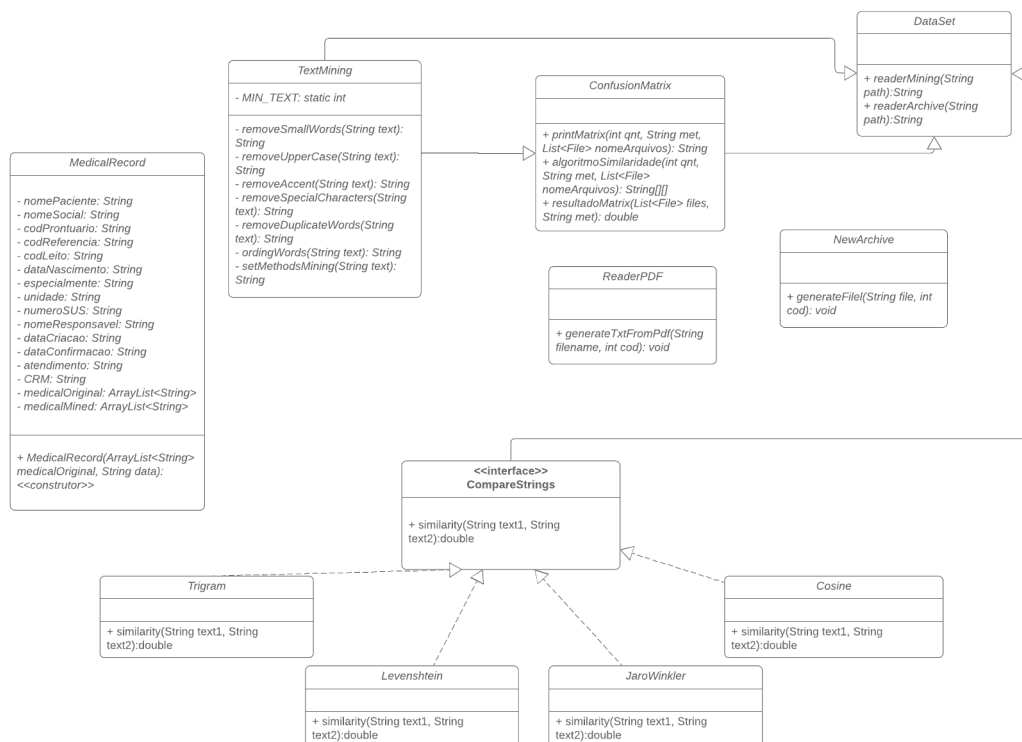 DataSet
+ readerMining(String
path):String
+ readerArchive(String
path):String
TextMining
- MIN_TEXT: static int
- removeSmallWords(String text):
String
- removeUpperCase(String text):
String
- removeAccent(String text): String
- removeSpecialCharacters(String
text): String
- removeDuplicateWords(String
text): String
- ordingWords(String text): String
- setMethodsMining(String text):
String
ConfusionMatrix
+ printMatrix(int qnt, String met,
List<File> nomeArquivos): String
+ algoritmoSimilaridade(int qnt,
String met, List<File>
nomeArquivos): String[][]
+ resultadoMatrix(List<File> files,
String met): double
MedicalRecord
- nomePaciente: String
- nomeSocial: String
- codProntuario: String
- codReferencia: String
- codLeito: String
- dataNascimento: String
- especialmente: String
- unidade: String
- numeroSUS: String
- nomeResponsavel: String
- dataCriacao: String
- dataConfirmacao: String
- atendimento: String
- CRM: String
- medicalOriginal: ArrayList<String>
- medicalMined: ArrayList<String>
+ MedicalRecord(ArrayList<String>
medicalOriginal, String data):
<<construtor>>
NewArchive
+ generateFilel(String file, int
cod): void
ReaderPDF
+ generateTxtFromPdf(String
filename, int cod): void
<<interface>>
CompareStrings
+ similarity(String text1, String
text2):double
Trigram
+ similarity(String text1, String
text2):double
Cosine
+ similarity(String text1, String
text2):double
Levenshtein
+ similarity(String text1, String
text2):double
JaroWinkler
+ similarity(String text1, String
text2):double